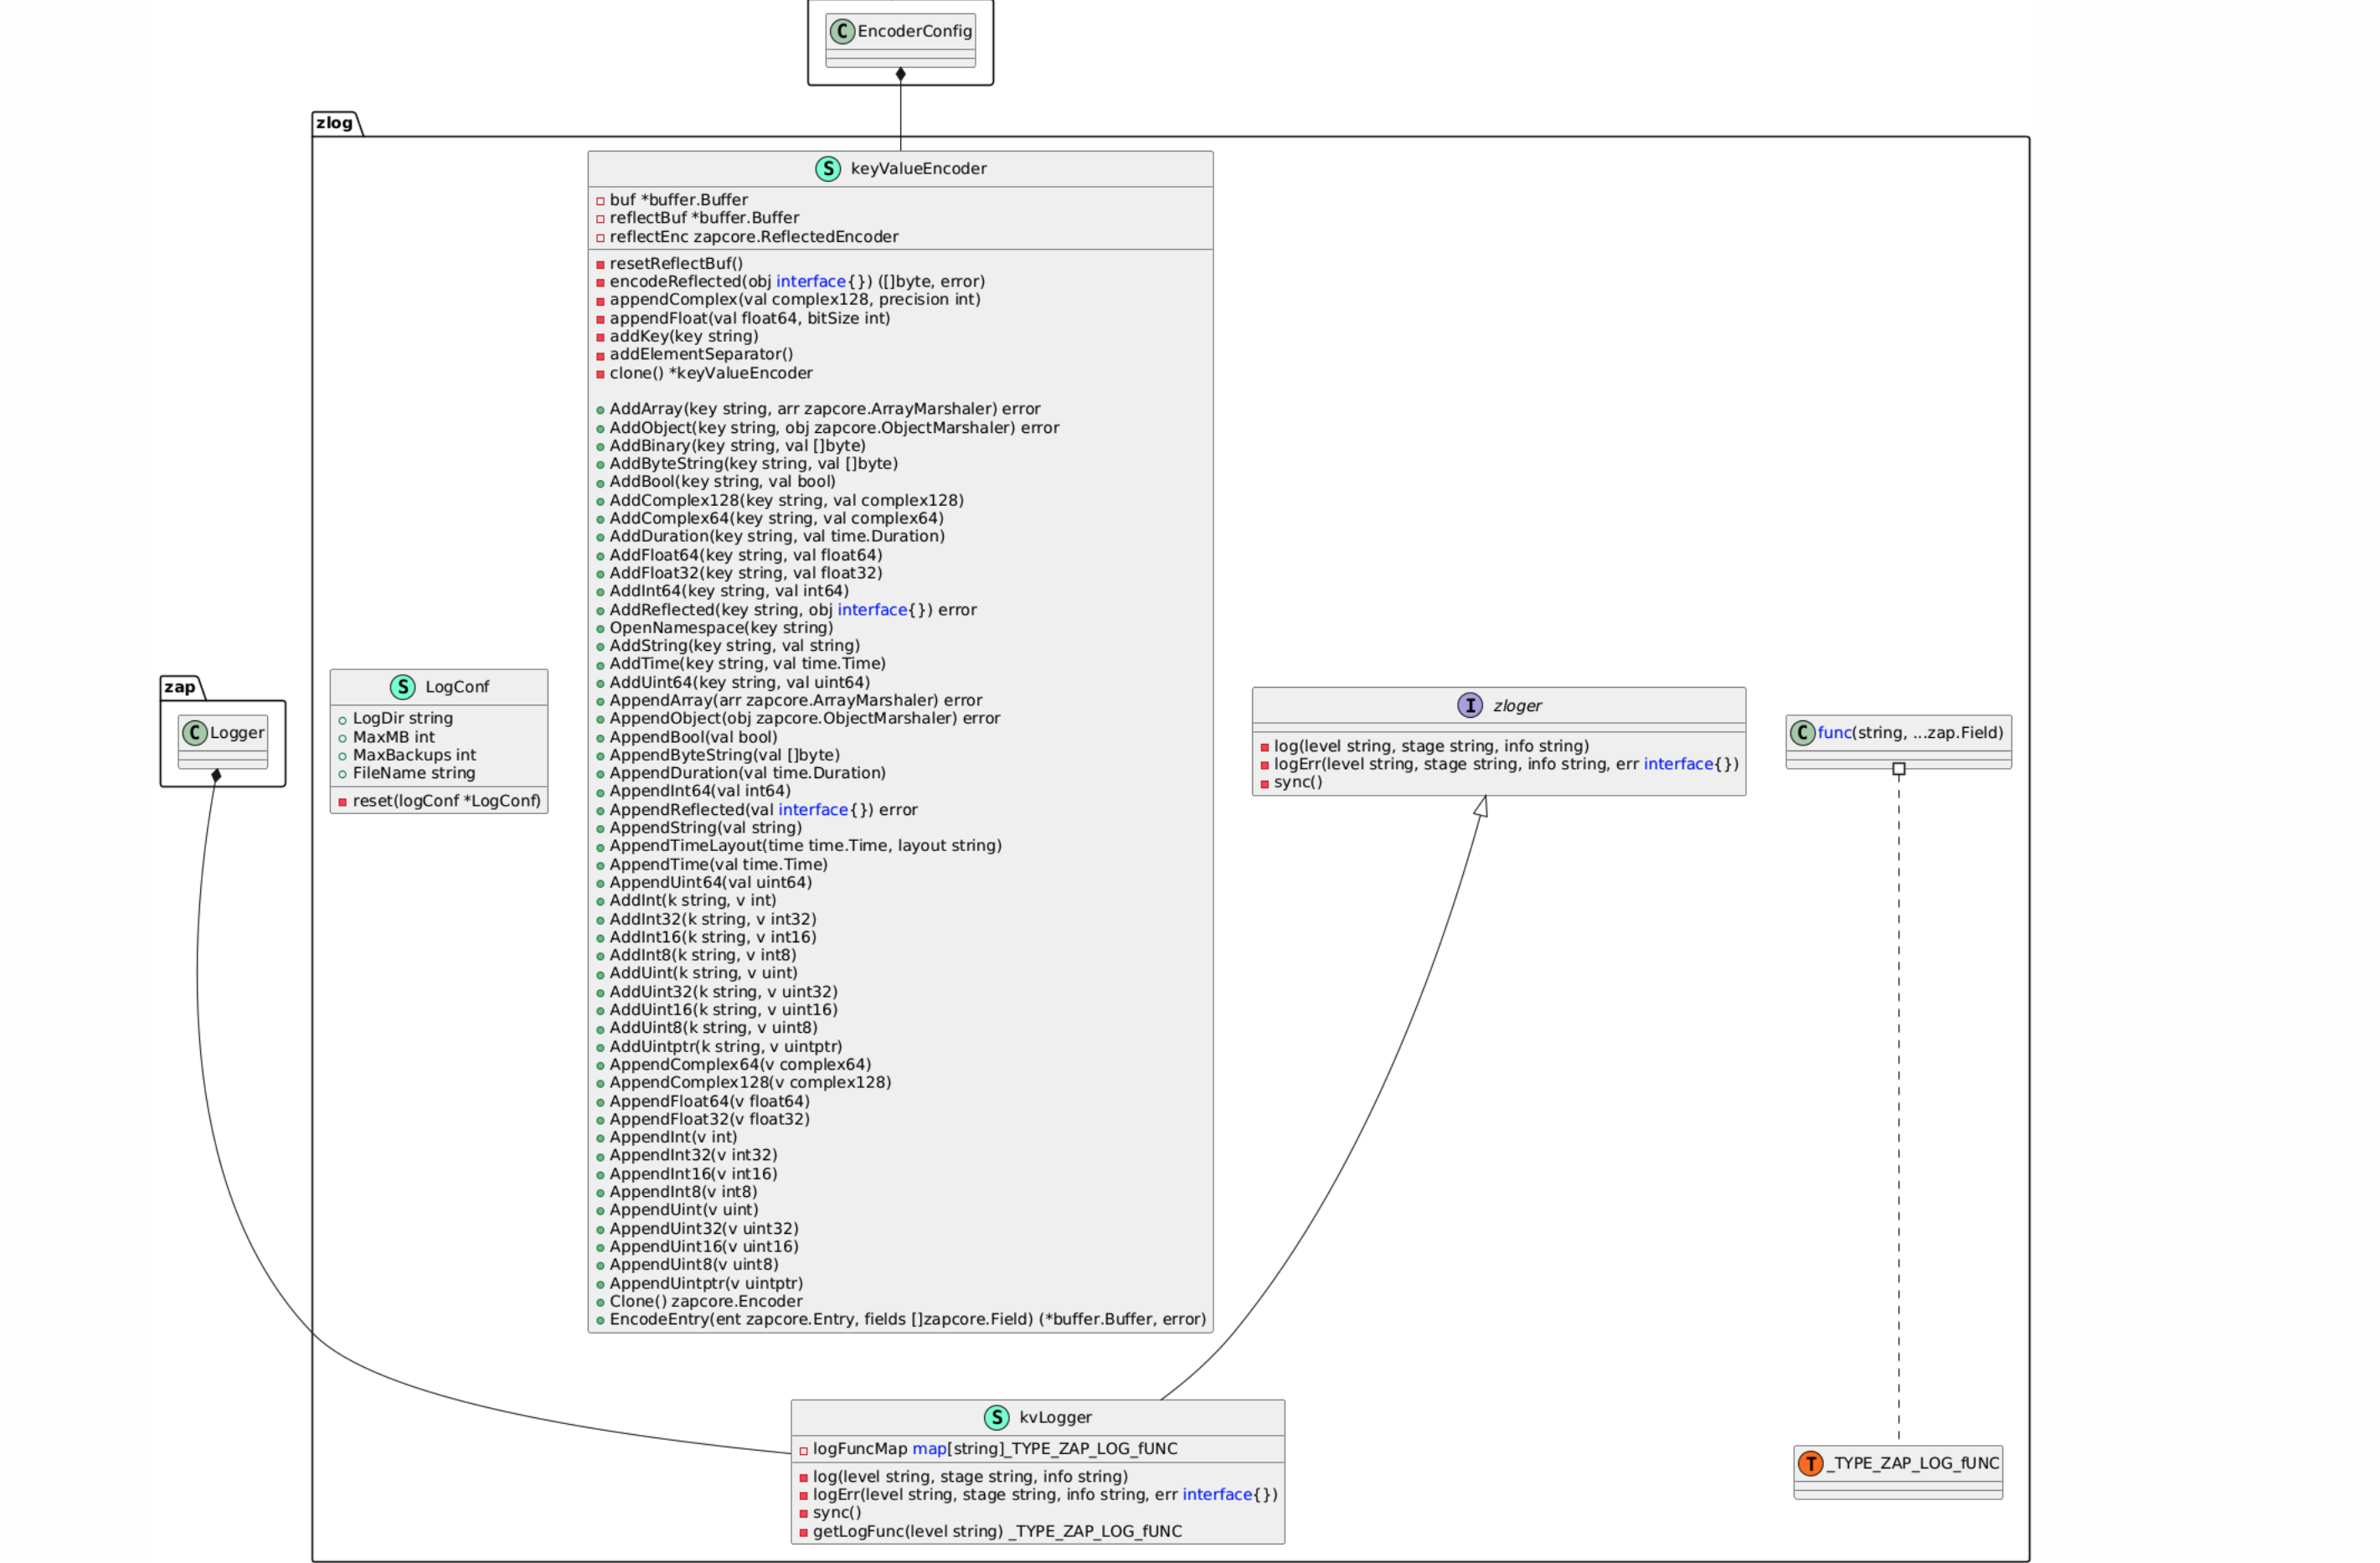 C EncoderConfig
zlog
S keyValueEncoder
buf *buffer.Buffer
reflectBuf *buffer.Buffer
reflectEnc zapcore.ReflectedEncoder
resetReflectBuf()
encodeReflected(obj interface{}) ([]byte, error)
appendComplex(val complex128, precision int)
appendFloat(val float64, bitSize int)
addKey(key string)
addElementSeparator()
clone() *keyValueEncoder
AddArray(key string, arr zapcore.ArrayMarshaler) error
AddObject(key string, obj zapcore.ObjectMarshaler) error
AddBinary(key string, val []byte)
AddByteString(key string, val []byte)
AddBool(key string, val bool)
AddComplex128(key string, val complex128)
AddComplex64(key string, val complex64)
AddDuration(key string, val time.Duration)
AddFloat64(key string, val float64)
AddFloat32(key string, val float32)
AddInt64(key string, val int64)
AddReflected(key string, obj interface{}) error
OpenNamespace(key string)
AddString(key string, val string)
AddTime(key string, val time.Time)
AddUint64(key string, val uint64)
AppendArray(arr zapcore.ArrayMarshaler) error
AppendObject(obj zapcore.ObjectMarshaler) error
AppendBool(val bool)
AppendByteString(val []byte)
AppendDuration(val time.Duration)
AppendInt64(val int64)
AppendReflected(val interface{}) error
AppendString(val string)
AppendTimeLayout(time time.Time, layout string)
AppendTime(val time.Time)
AppendUint64(val uint64)
AddInt(k string, v int)
AddInt32(k string, v int32)
AddInt16(k string, v int16)
AddInt8(k string, v int8)
AddUint(k string, v uint)
AddUint32(k string, v uint32)
AddUint16(k string, v uint16)
AddUint8(k string, v uint8)
AddUintptr(k string, v uintptr)
AppendComplex64(v complex64)
AppendComplex128(v complex128)
AppendFloat64(v float64)
AppendFloat32(v float32)
AppendInt(v int)
AppendInt32(v int32)
AppendInt16(v int16)
AppendInt8(v int8)
AppendUint(v uint)
AppendUint32(v uint32)
AppendUint16(v uint16)
AppendUint8(v uint8)
AppendUintptr(v uintptr)
Clone() zapcore.Encoder
EncodeEntry(ent zapcore.Entry, fields []zapcore.Field) (*buffer.Buffer, error)
zap
C Logger
S LogConf
LogDir string
MaxMB int
MaxBackups int
FileName string
reset(logConf *LogConf)
I zloger
log(level string, stage string, info string)
logErr(level string, stage string, info string, err interface{})
sync()
C func(string, ...zap.Field)
S kvLogger
logFuncMap map[string]_TYPE_ZAP_LOG_fUNC
log(level string, stage string, info string)
logErr(level string, stage string, info string, err interface{})
sync()
getLogFunc(level string) _TYPE_ZAP_LOG_fUNC
T _TYPE_ZAP_LOG_fUNC